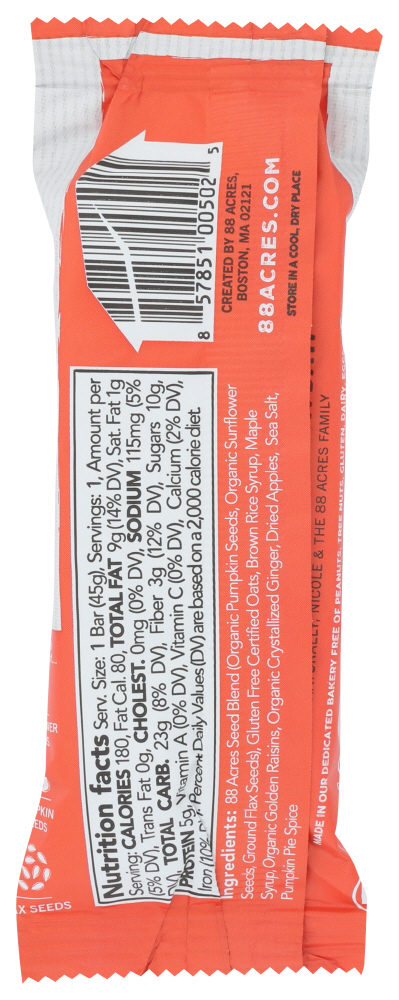 Nutrition facts Serv. Size: 1 Bar (45g), Servings: 1, Amount per
Serving: CALORIES 180, Fat Cal. 80, TOTAL FAT 9g (14% DV), Sat. Fat 1g
(5% DV), Trans Fat 0g, CHOLEST. 0mg (0% DV), SODIUM 115mg (5%
DV), TOTAL CARB. 23g (8% DV), Fiber 3g (12% DV), Sugars 10g,
PROTEIN 5g, Vitamin A (0% DV), Vitamin C (0% DV), Calcium (2% DV),
Iron (10% DV). Percent Daily Values (DV) are based on a 2,000 calorie diet.
Ingredients: 88 Acres Seed Blend (Organic Pumpkin Seeds, Organic Sunflower
Seeds, Ground Flax Seeds), Gluten Free Certified Oats, Brown Rice Syrup, Maple
Syrup, Organic Golden Raisins, Organic Crystallized Ginger, Dried Apples, Sea Salt,
Pumpkin Pie Spice
8 57851 00502 5
CREATED BY 88 ACRES,
BOSTON, MA 02121
88ACRES.COM
STORE IN A COOL, DRY PLACE
NICOLE & THE 88 ACRES FAMILY
MADE IN OUR DEDICATED BAKERY FREE OF PEANUTS, TREE NUTS, GLUTEN, DAIRY,
SEEDS